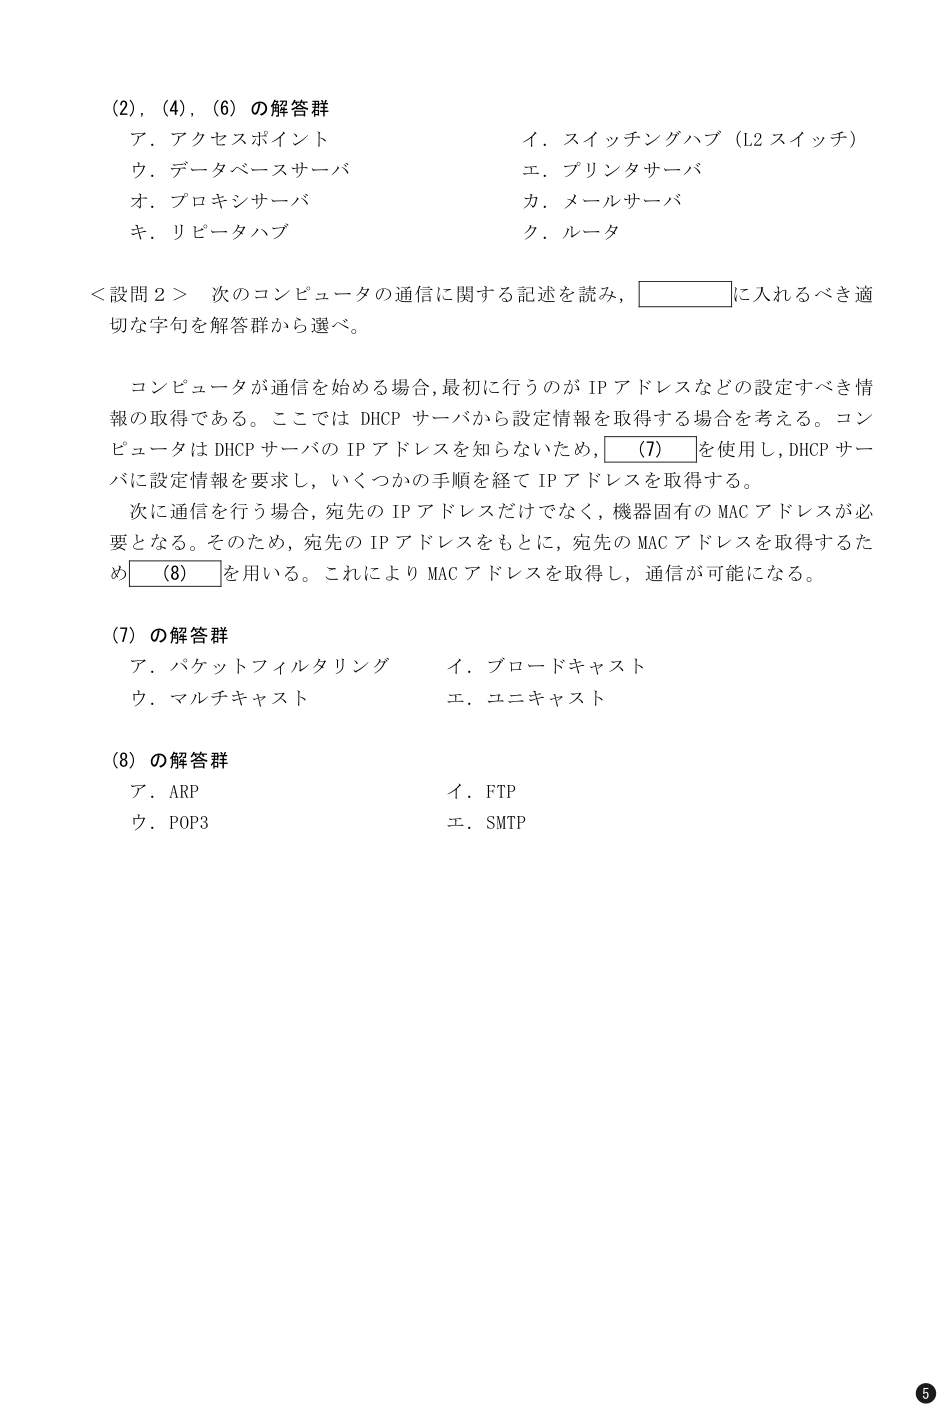 (2),(4),(6) の解答群
ア．アクセスポイント　イ．スイッチングハブ（L2 スイッチ）
ウ．データベースサーバ　エ．プリンタサーバ
オ．プロキシサーバ　カ．メールサーバ
キ．リピータハブ　ク．ルータ
＜設問２＞　次のコンピュータの通信に関する記述を読み，　に入れるべき適
切な字句を解答群から選べ。
コンピュータが通信を始める場合，最初に行うのが IP アドレスなどの設定すべき情
報の取得である。ここでは DHCP サーバから設定情報を取得する場合を考える。コン
ピュータは DHCP サーバの IP アドレスを知らないため，(7)を使用し，DHCP サー
バに設定情報を要求し，いくつかの手順を経て IP アドレスを取得する。
次に通信を行う場合，宛先の IP アドレスだけでなく，機器固有の MAC アドレスが必
要となる。そのため，宛先の IP アドレスをもとに，宛先の MAC アドレスを取得するた
め(8)を用いる。これにより MAC アドレスを取得し，通信が可能になる。
(7) の解答群
ア．パケットフィルタリング　イ．ブロードキャスト
ウ．マルチキャスト　エ．ユニキャスト
(8) の解答群
ア．ARP　イ．FTP
ウ．POP3　エ．SMTP
5